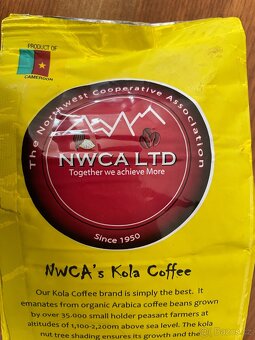 PRODUCT OF
CAMEROON
The Northwest Cooperative Association
NWCA LTD
Together we achieve More
Since 1950
NWCA's Kola Coffee
Our Kola Coffee brand is simply the best. It
emanates from organic Arabica coffee beans grown
by over 35.000 small holder peasant farmers at
altitudes of 1,100-2,200m above sea level. The kola
nut tree shading ensures its growth and the